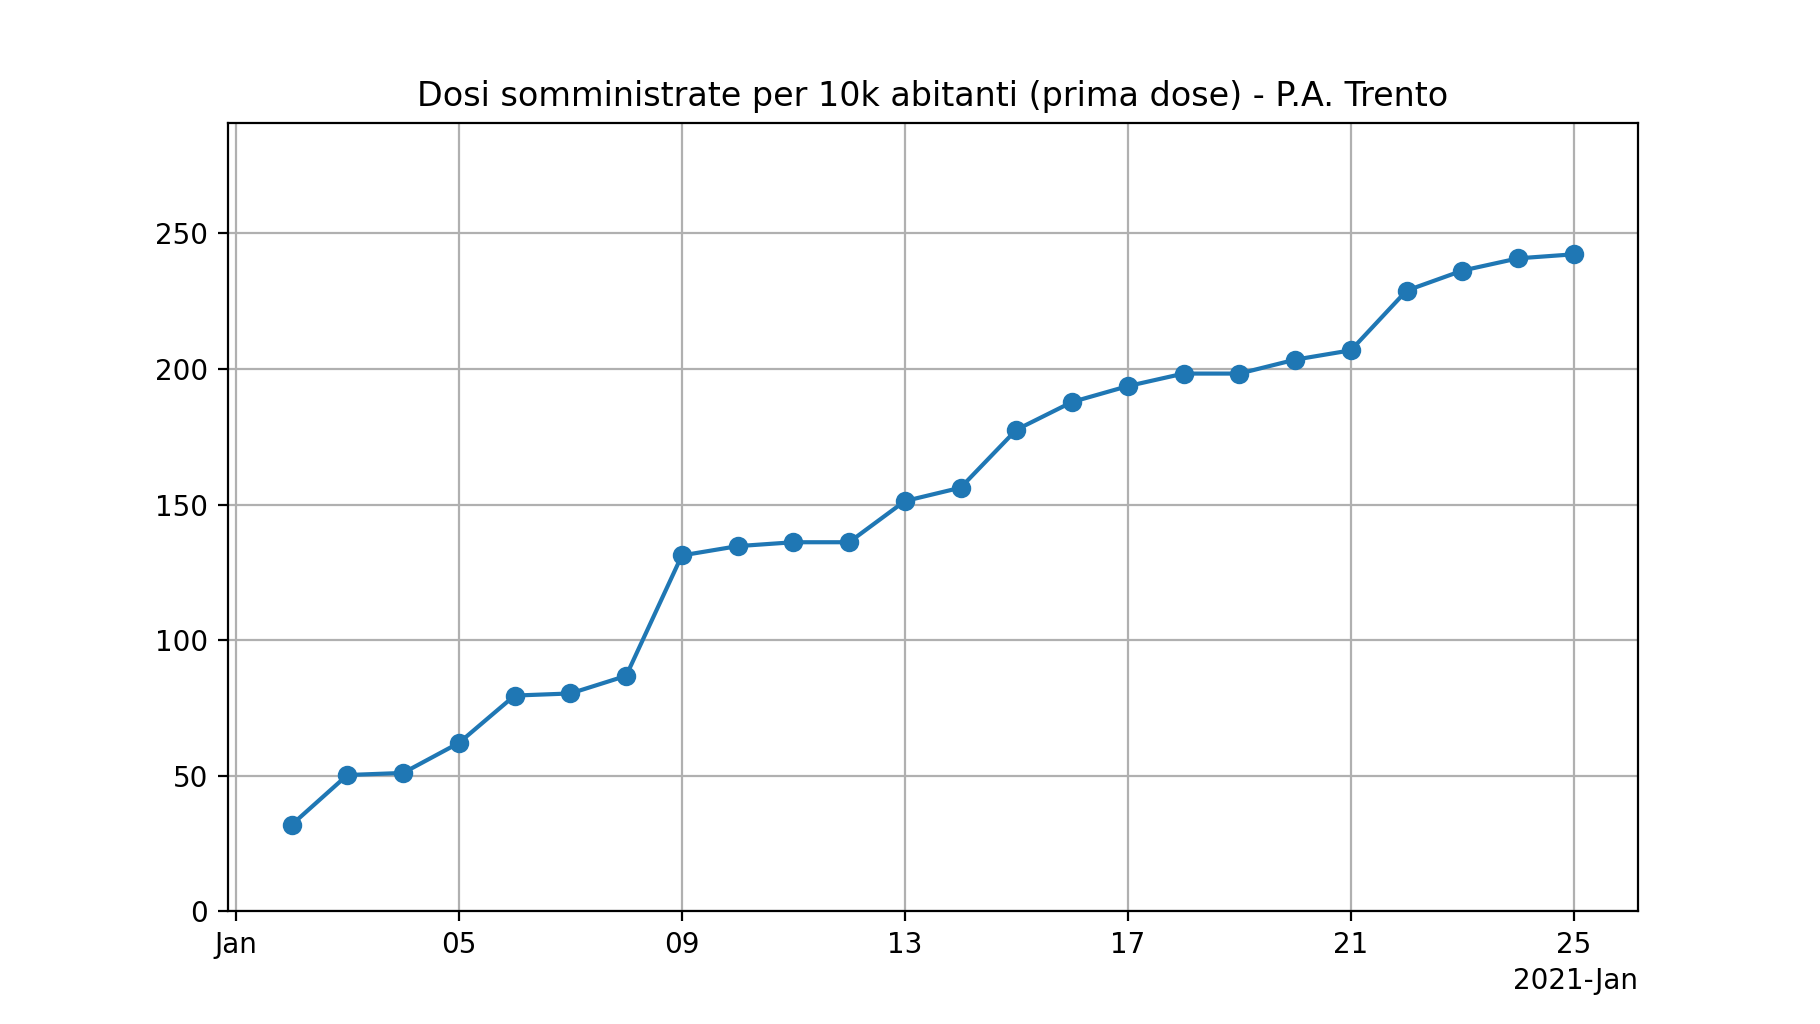 Dosi somministrate per 10k abitanti (prima dose) - P.A. Trento
250
200
150
100
50
0
Jan 05 09 13 17 21 25
2021-Jan